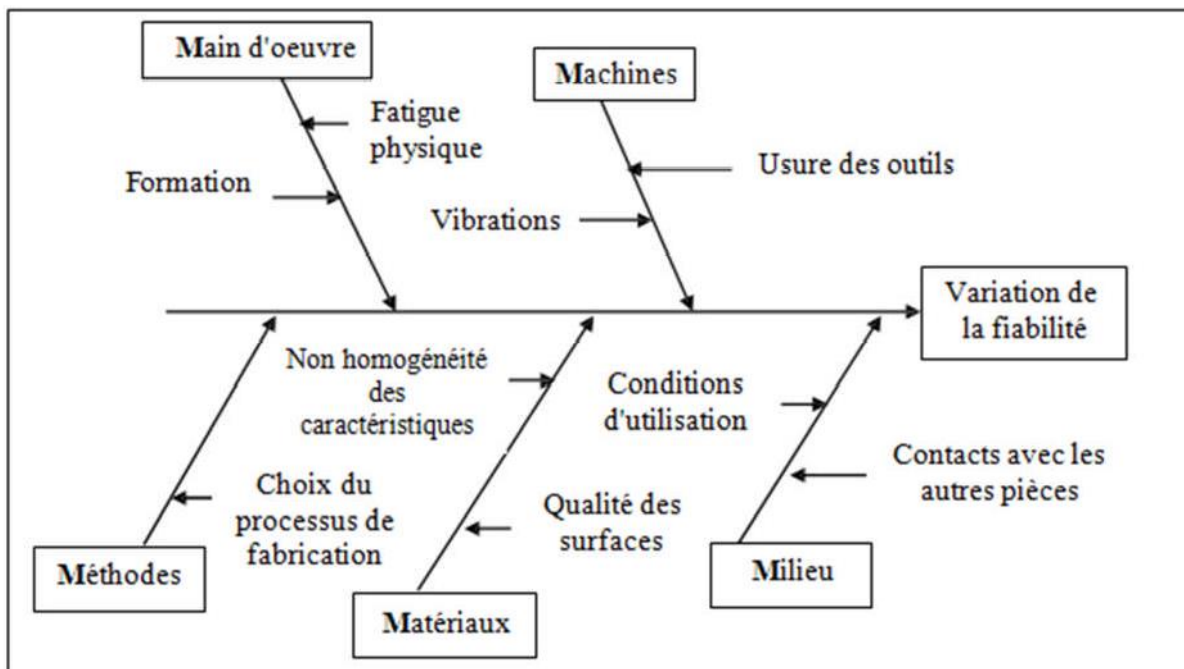 Main d'oeuvre
Machines
Fatigue
physique
Usure des outils
Formation
Vibrations
Variation de
la fiabilité
Non homogénéité
des
caractéristiques
Conditions
d'utilisation
Contacts avec les
autres pièces
Choix du
processus de
fabrication
Qualité des
surfaces
Méthodes
Matériaux
Milieu